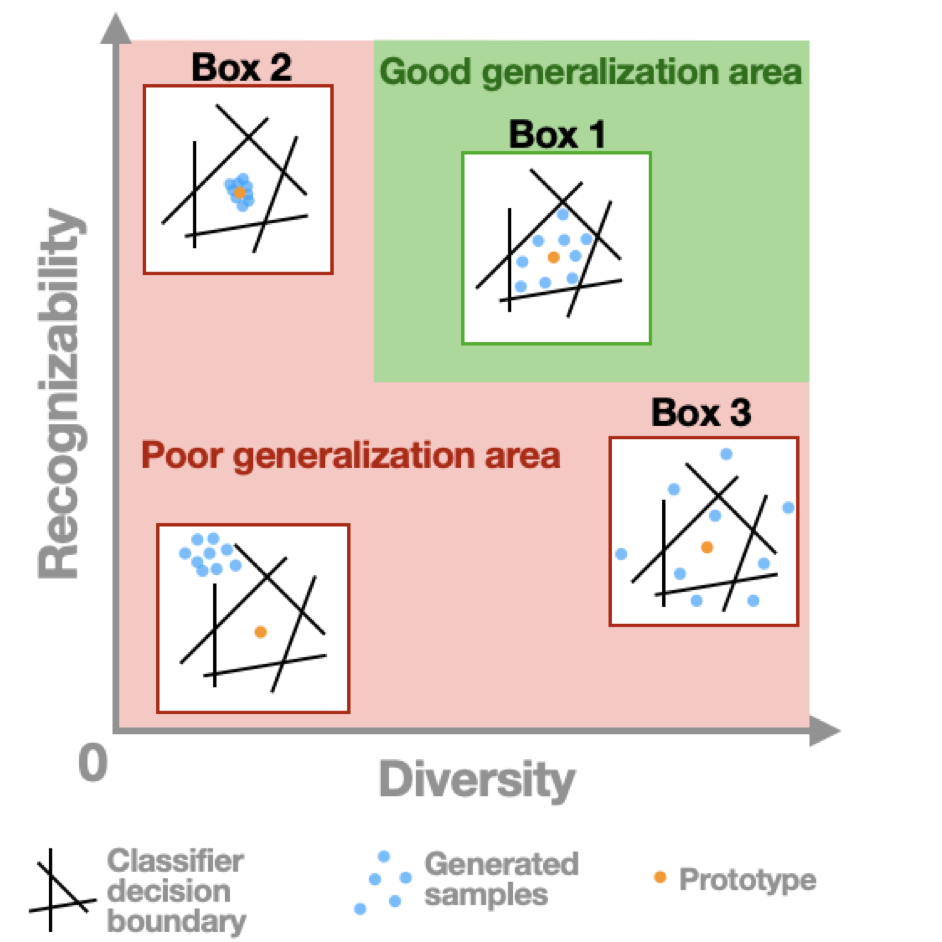 Box 2
Good generalization area
Box 1
Recognizability
Box 3
Poor generalization area
0
Diversity
Classifier
decision
boundary
Generated
samples
Prototype